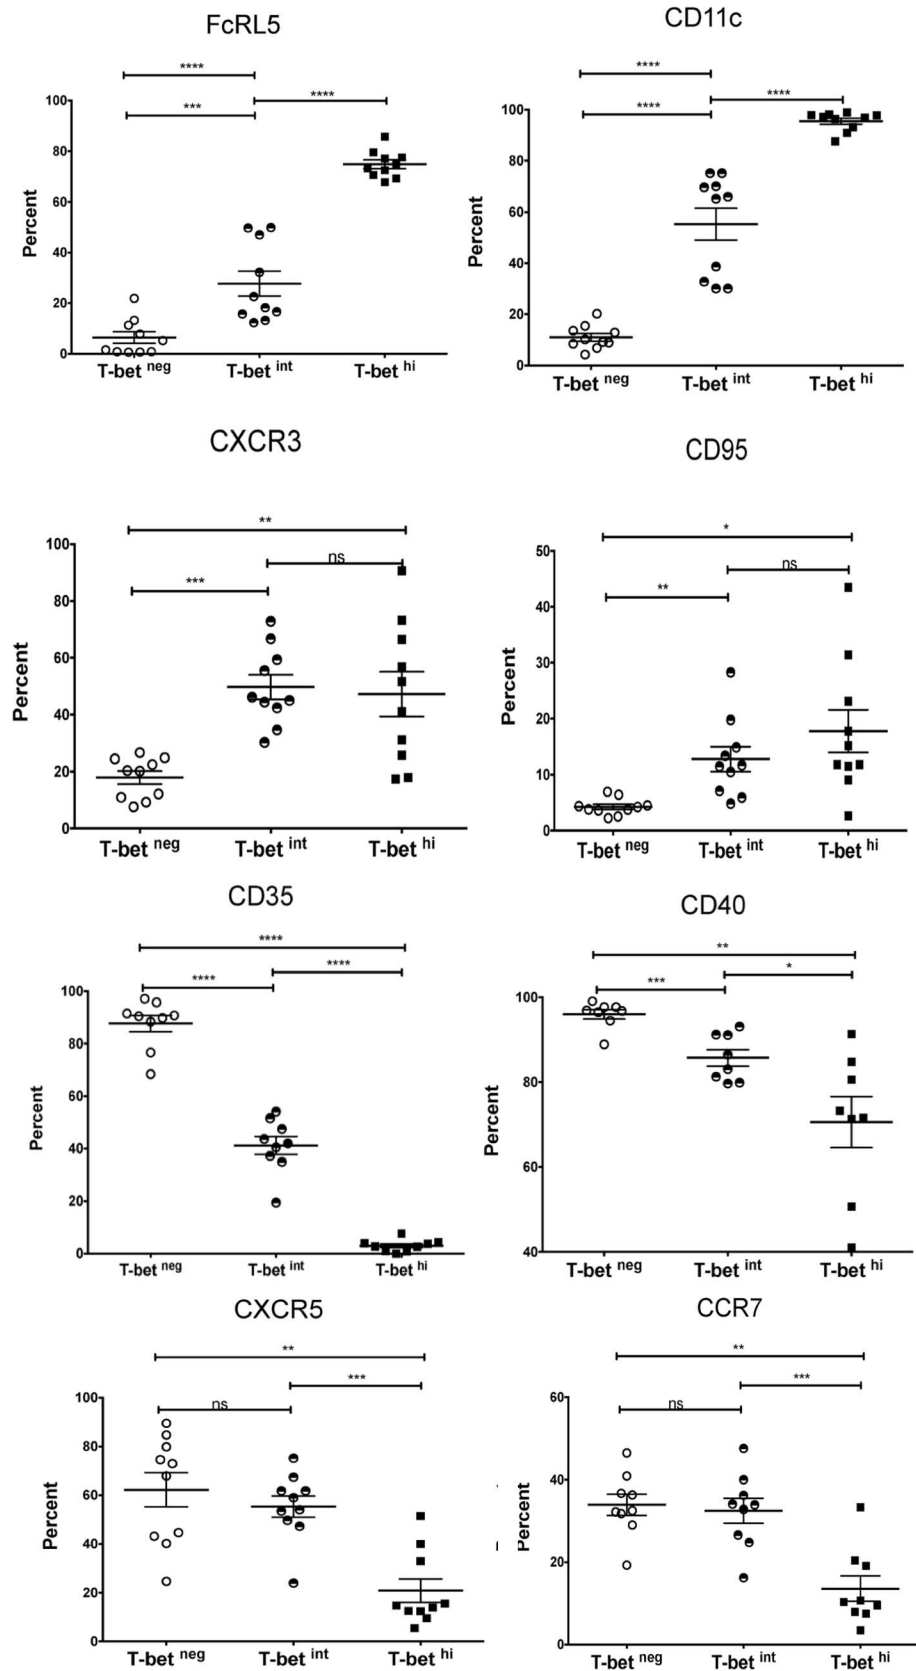 FcRL5
****
***
****
100
80
60
40
20
0
Percent
T-bet neg
T-bet int
T-bet hi
CD11c
****
****
****
100
80
60
40
20
0
Percent
T-bet neg
T-bet int
T-bet hi
CXCR3
**
ns
***
100
80
60
40
20
0
Percent
T-bet neg
T-bet int
T-bet hi
CD95
*
ns
**
50
40
30
20
10
0
Percent
T-bet neg
T-bet int
T-bet hi
CD35
****
****
****
100
80
60
40
20
0
Percent
T-bet neg
T-bet int
T-bet hi
CD40
**
*
***
100
80
60
40
Percent
T-bet neg
T-bet int
T-bet hi
CXCR5
**
***
ns
100
80
60
40
20
0
Percent
T-bet neg
T-bet int
T-bet hi
CCR7
**
***
ns
60
40
20
0
Percent
T-bet neg
T-bet int
T-bet hi